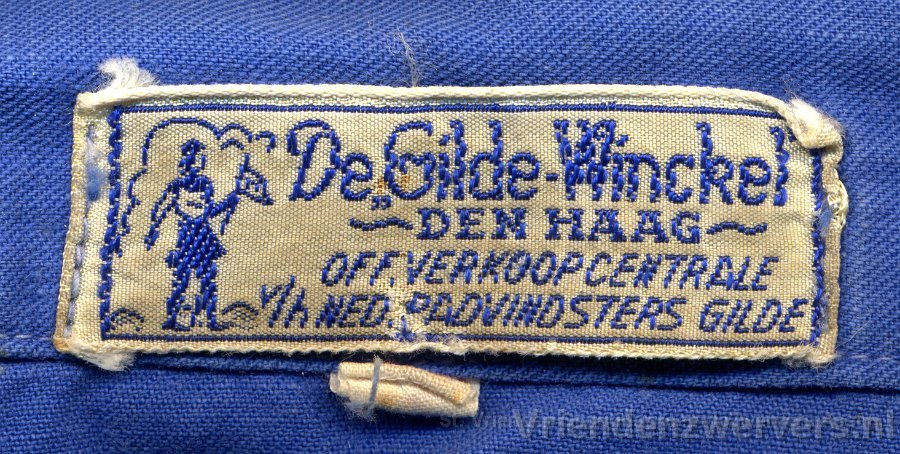 De „Gilde-Winckel
~DEN HAAG~
OFF. VERKOOPCENTRALE
v/h NED. PADVINDSTERS GILDE
Vriendenzwervers.nl